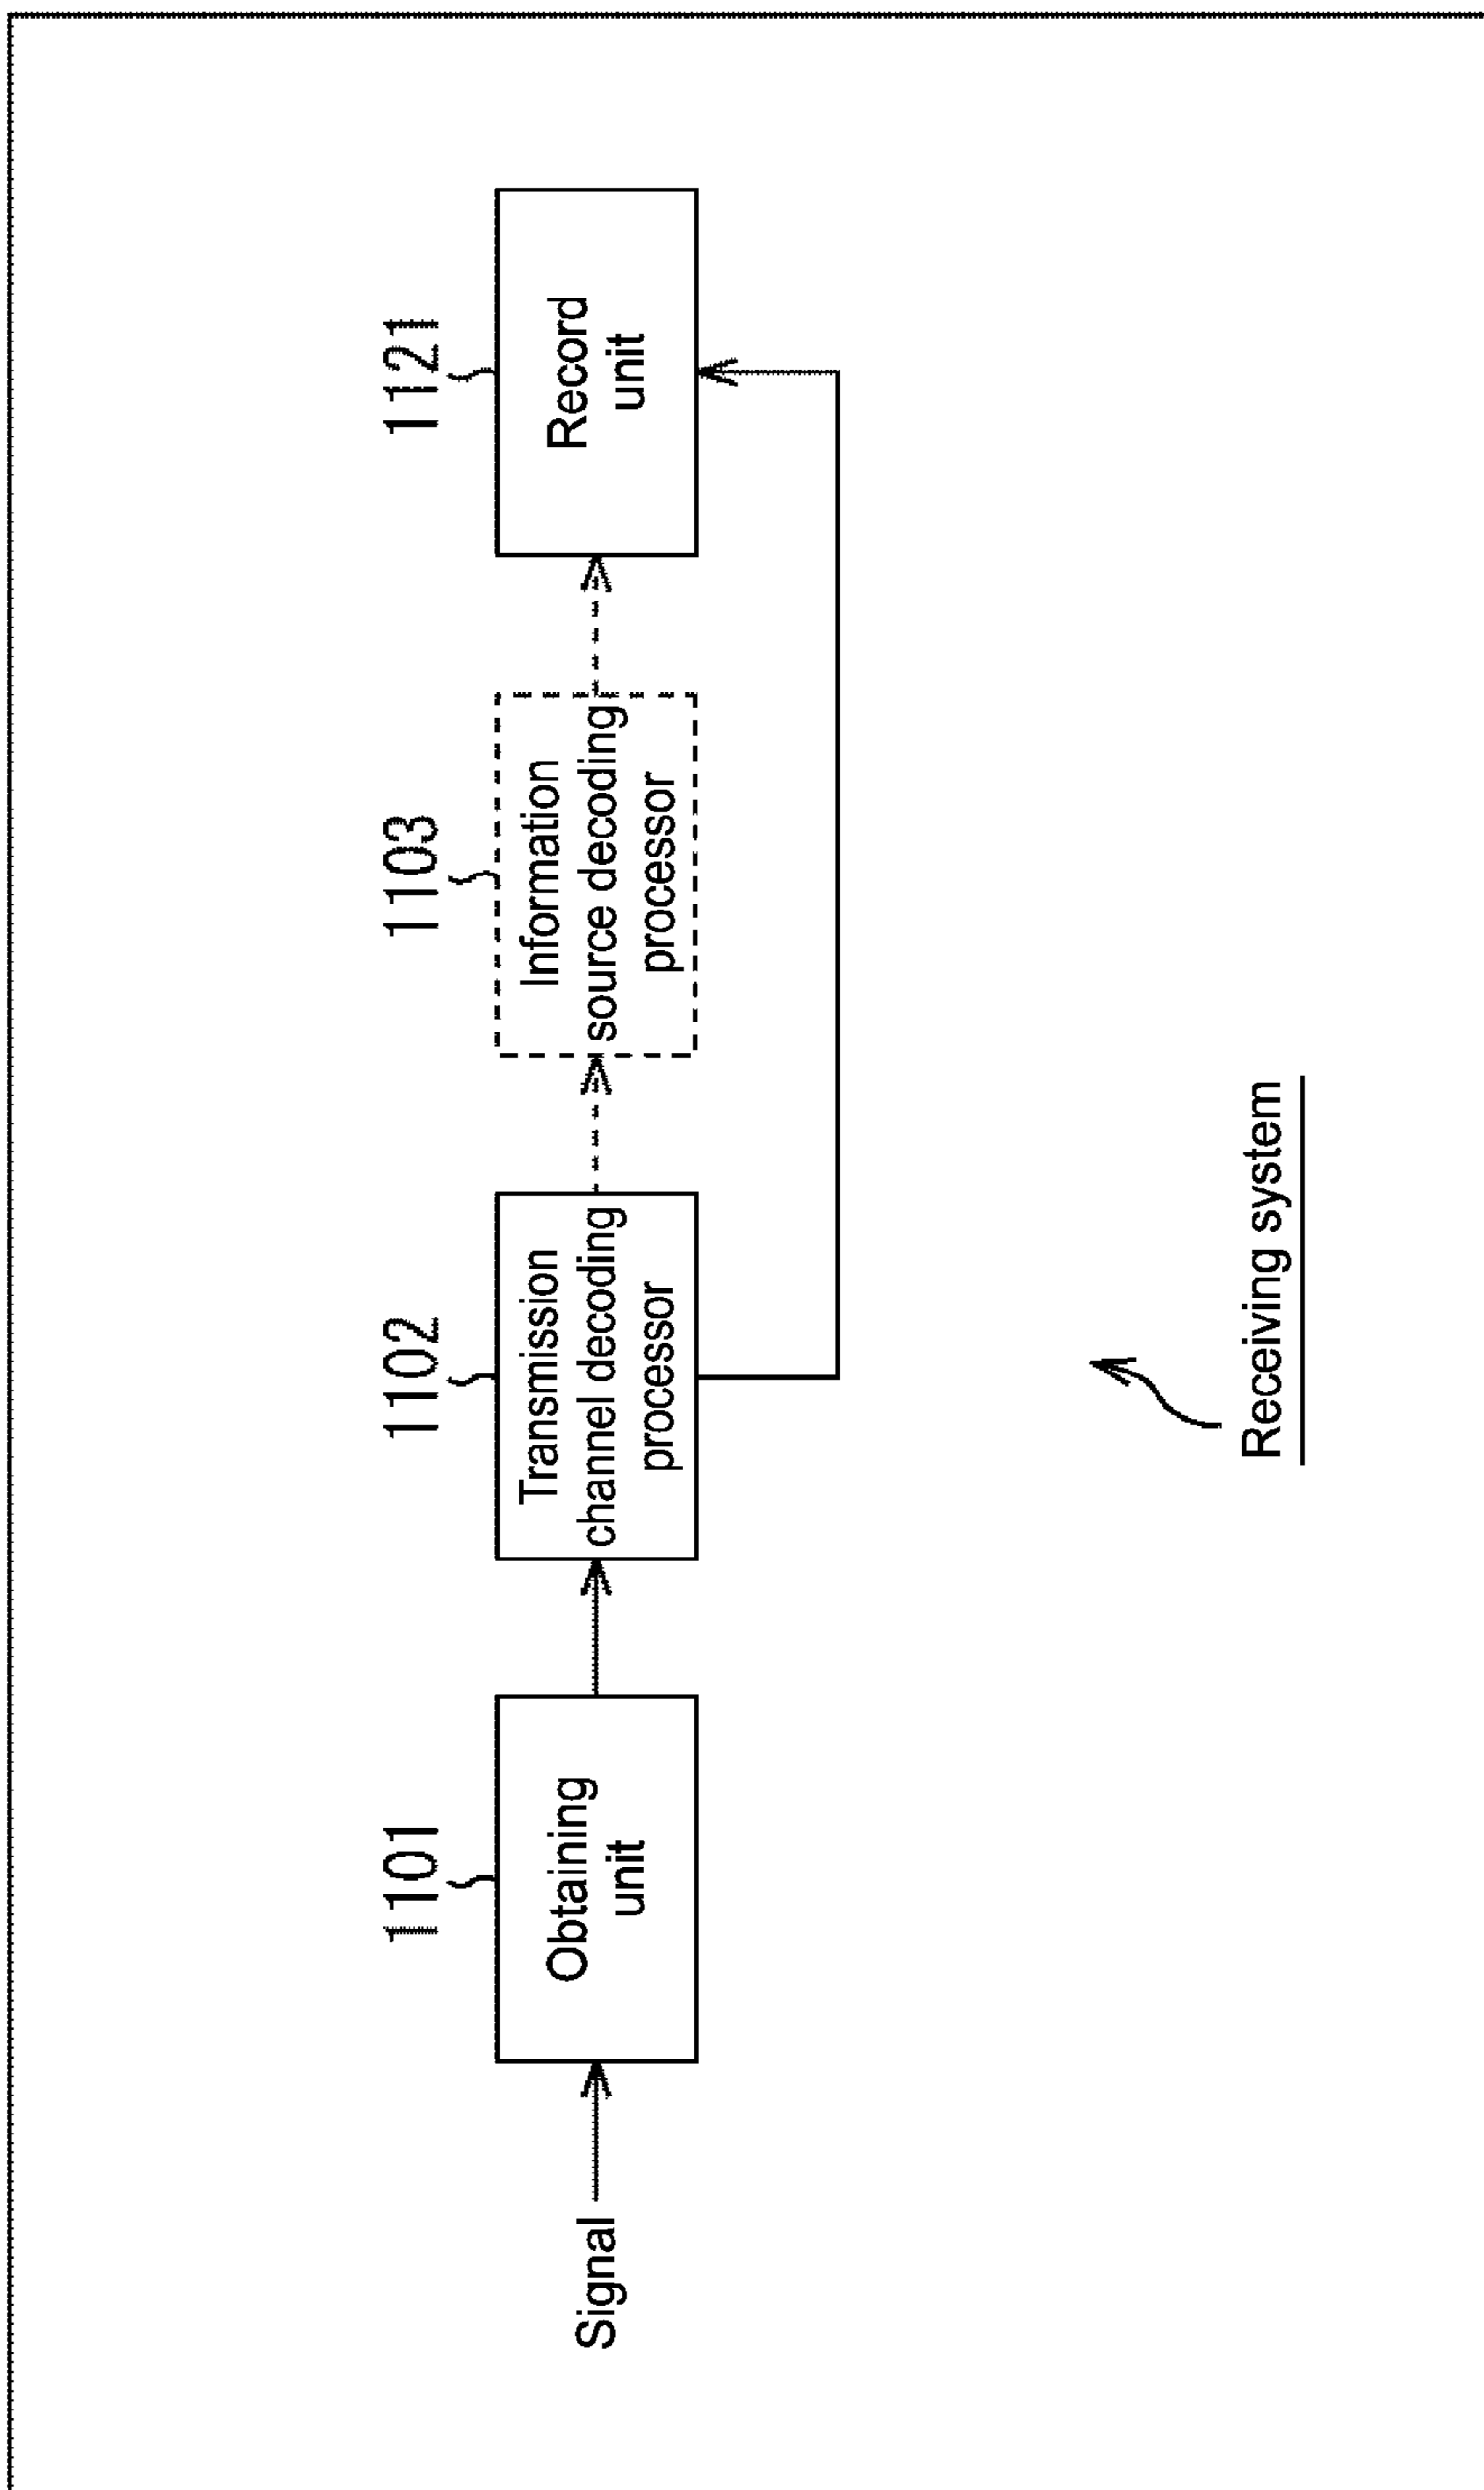 1101
1102
1103
1121
Signal
Obtaining
unit
Transmission
channel decoding
processor
Information
source decoding
processor
Record
unit
Receiving system